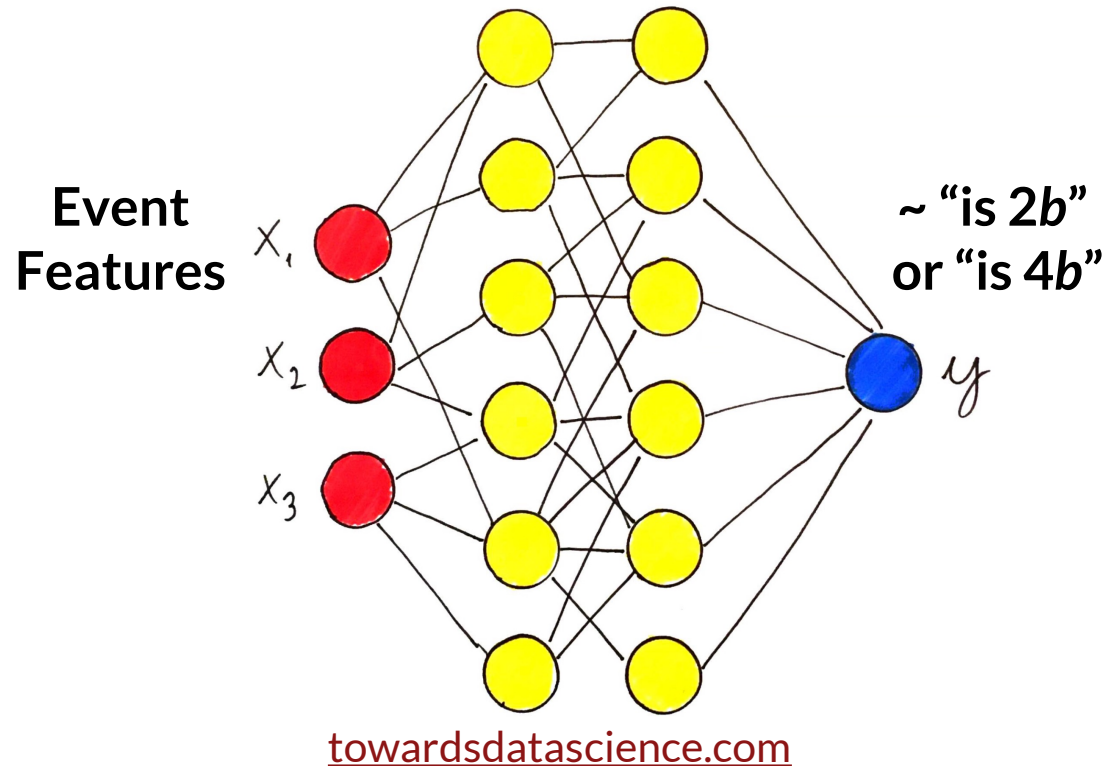 Event
Features
x₁
x₂
x₃
~ “is 2b”
or “is 4b”
y
towardsdatascience.com